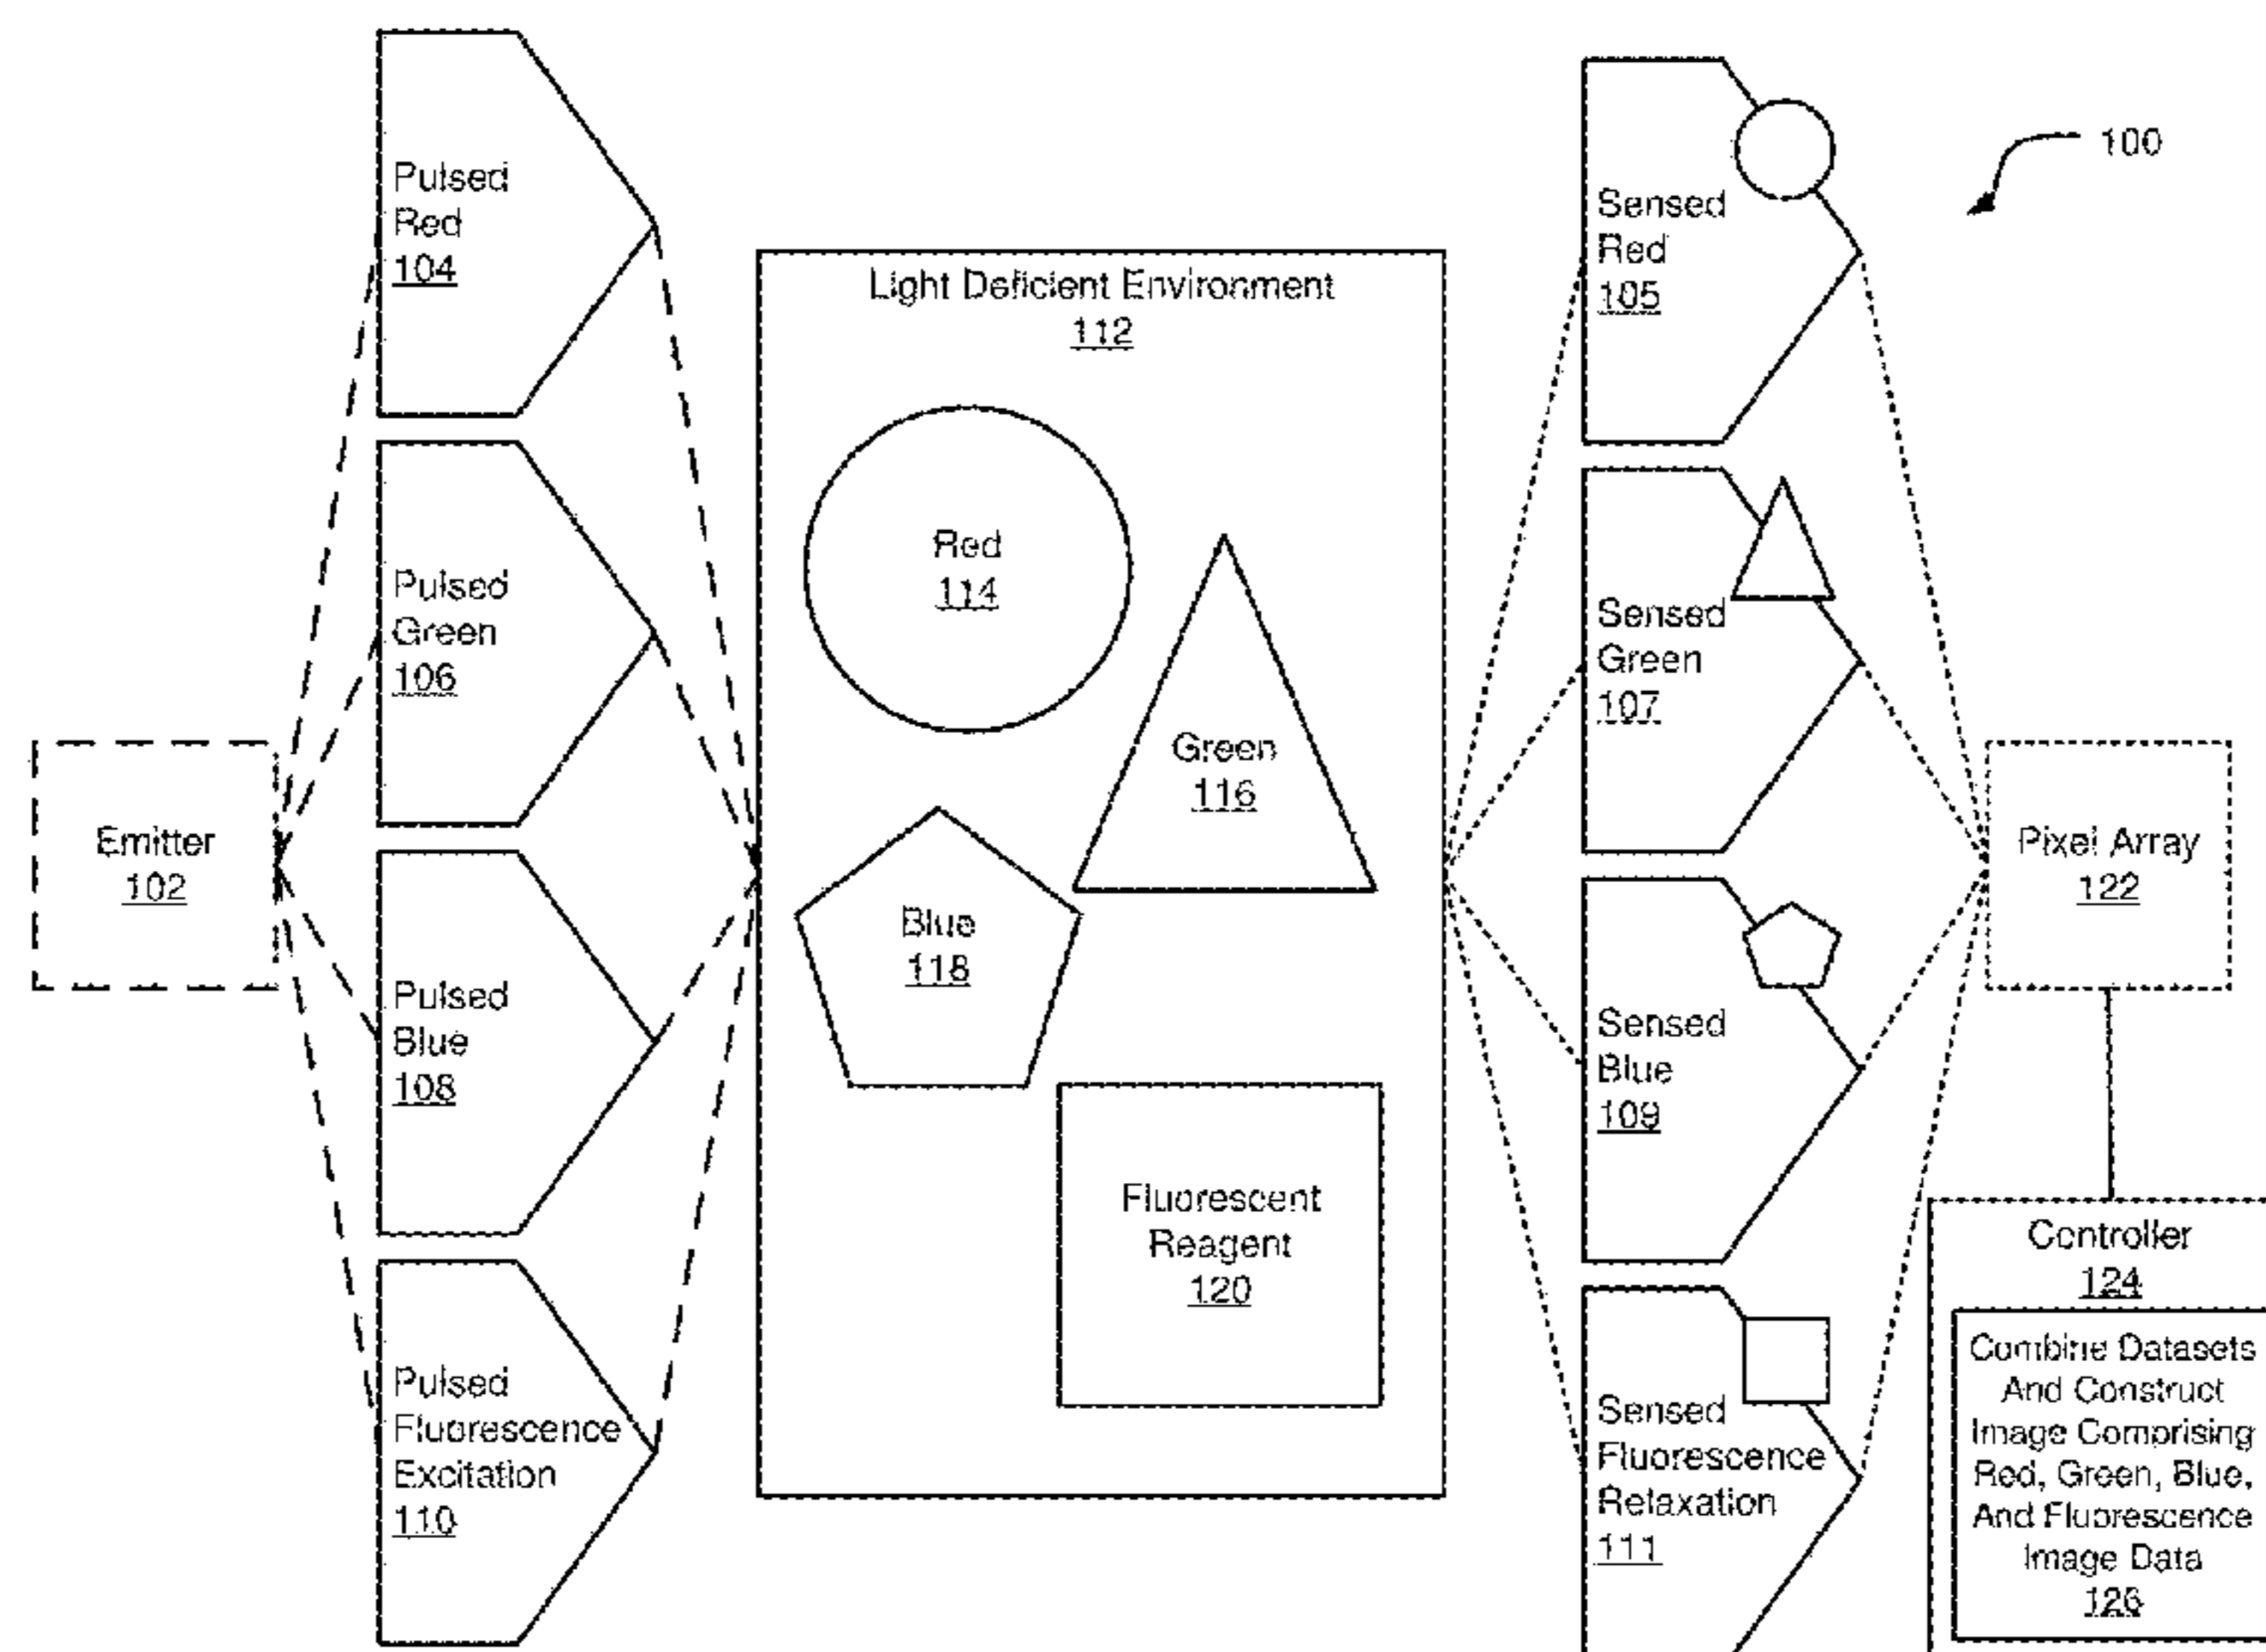 Pulsed
Red
104
Pulsed
Green
106
Emitter
102
Pulsed
Blue
108
Pulsed
Fluorescence
Excitation
110
Light Deficient Environment
112
Red
114
Green
116
Blue
118
Fluorescent
Reagent
120
Sensed
Red
105
100
Sensed
Green
107
Pixel Array
122
Sensed
Blue
109
Sensed
Fluorescence
Relaxation
111
Controller
124
Combine Datasets
And Construct
Image Comprising
Red, Green, Blue,
And Fluorescence
Image Data
126